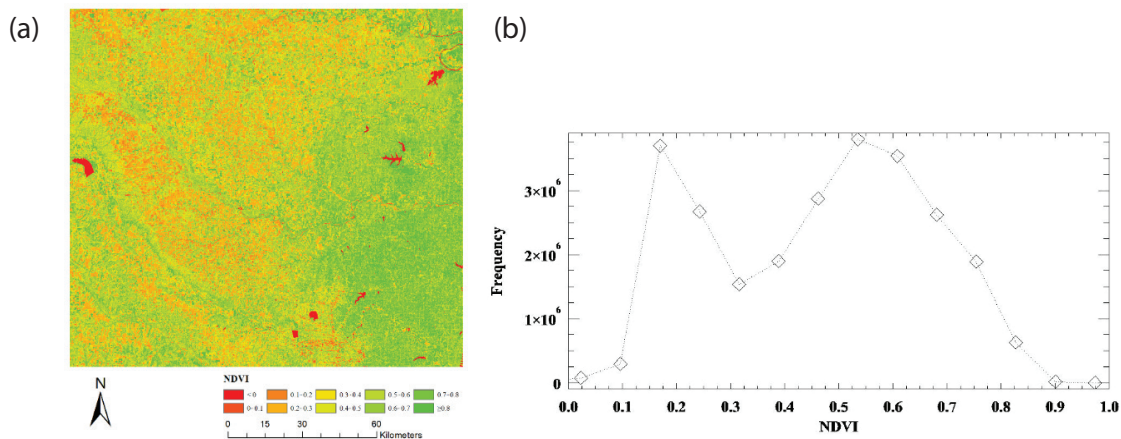 (a)
N
NDVI
< 0 0.1~0.2 0.3~0.4 0.5~0.6 0.7~0.8
0~0.1 0.2~0.3 0.4~0.5 0.6~0.7 ≥0.8
0 15 30 60
Kilometers
(b)
Frequency
3×10⁶
2×10⁶
1×10⁶
0
0.0 0.1 0.2 0.3 0.4 0.5 0.6 0.7 0.8 0.9 1.0
NDVI